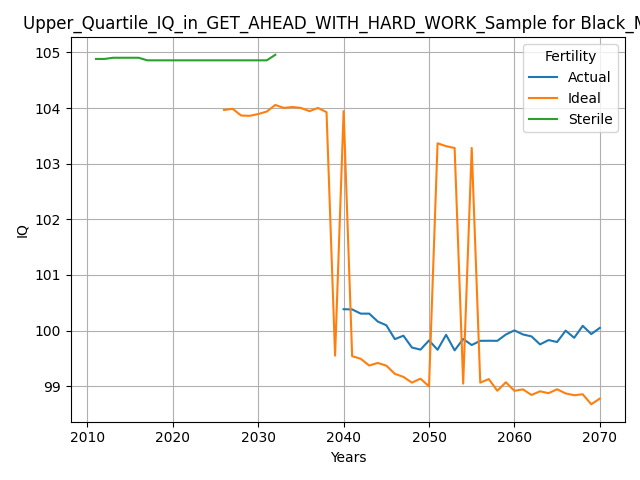 Upper_Quartile_IQ_in_GET_AHEAD_WITH_HARD_WORK_Sample for Black_M
Fertility
Actual
Ideal
Sterile
105
104
103
102
101
100
99
IQ
2010 2020 2030 2040 2050 2060 2070
Years